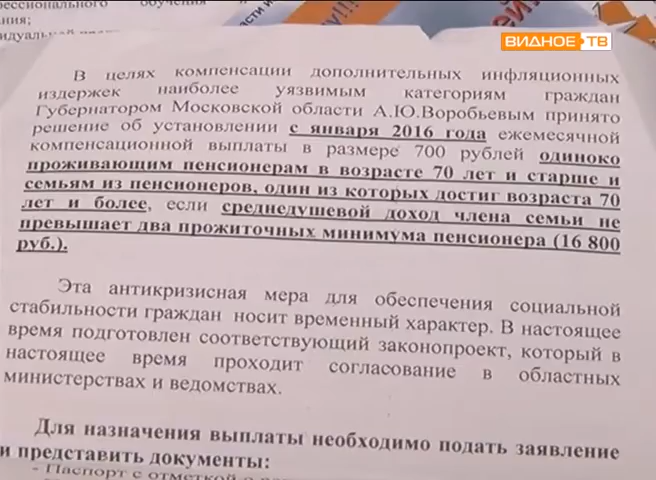 ессионального обучения и
ния;
ВИДНОЕ ТВ
В целях компенсации дополнительных инфляционных
издержек наиболее уязвимым категориям граждан
Губернатором Московской области А.Ю.Воробьевым принято
решение об установлении с января 2016 года ежемесячной
компенсационной выплаты в размере 700 рублей одиноко
проживающим пенсионерам в возрасте 70 лет и старше и
семьям из пенсионеров, один из которых достиг возраста 70
лет и более, если среднедушевой доход члена семьи не
превышает два прожиточных минимума пенсионера (16 800
руб.).
Эта антикризисная мера для обеспечения социальной
стабильности граждан носит временный характер. В настоящее
время подготовлен соответствующий законопроект, который в
настоящее время проходит согласование в областных
министерствах и ведомствах.
Для назначения выплаты необходимо подать заявление
и представить документы:
- Паспорт с отметкой о